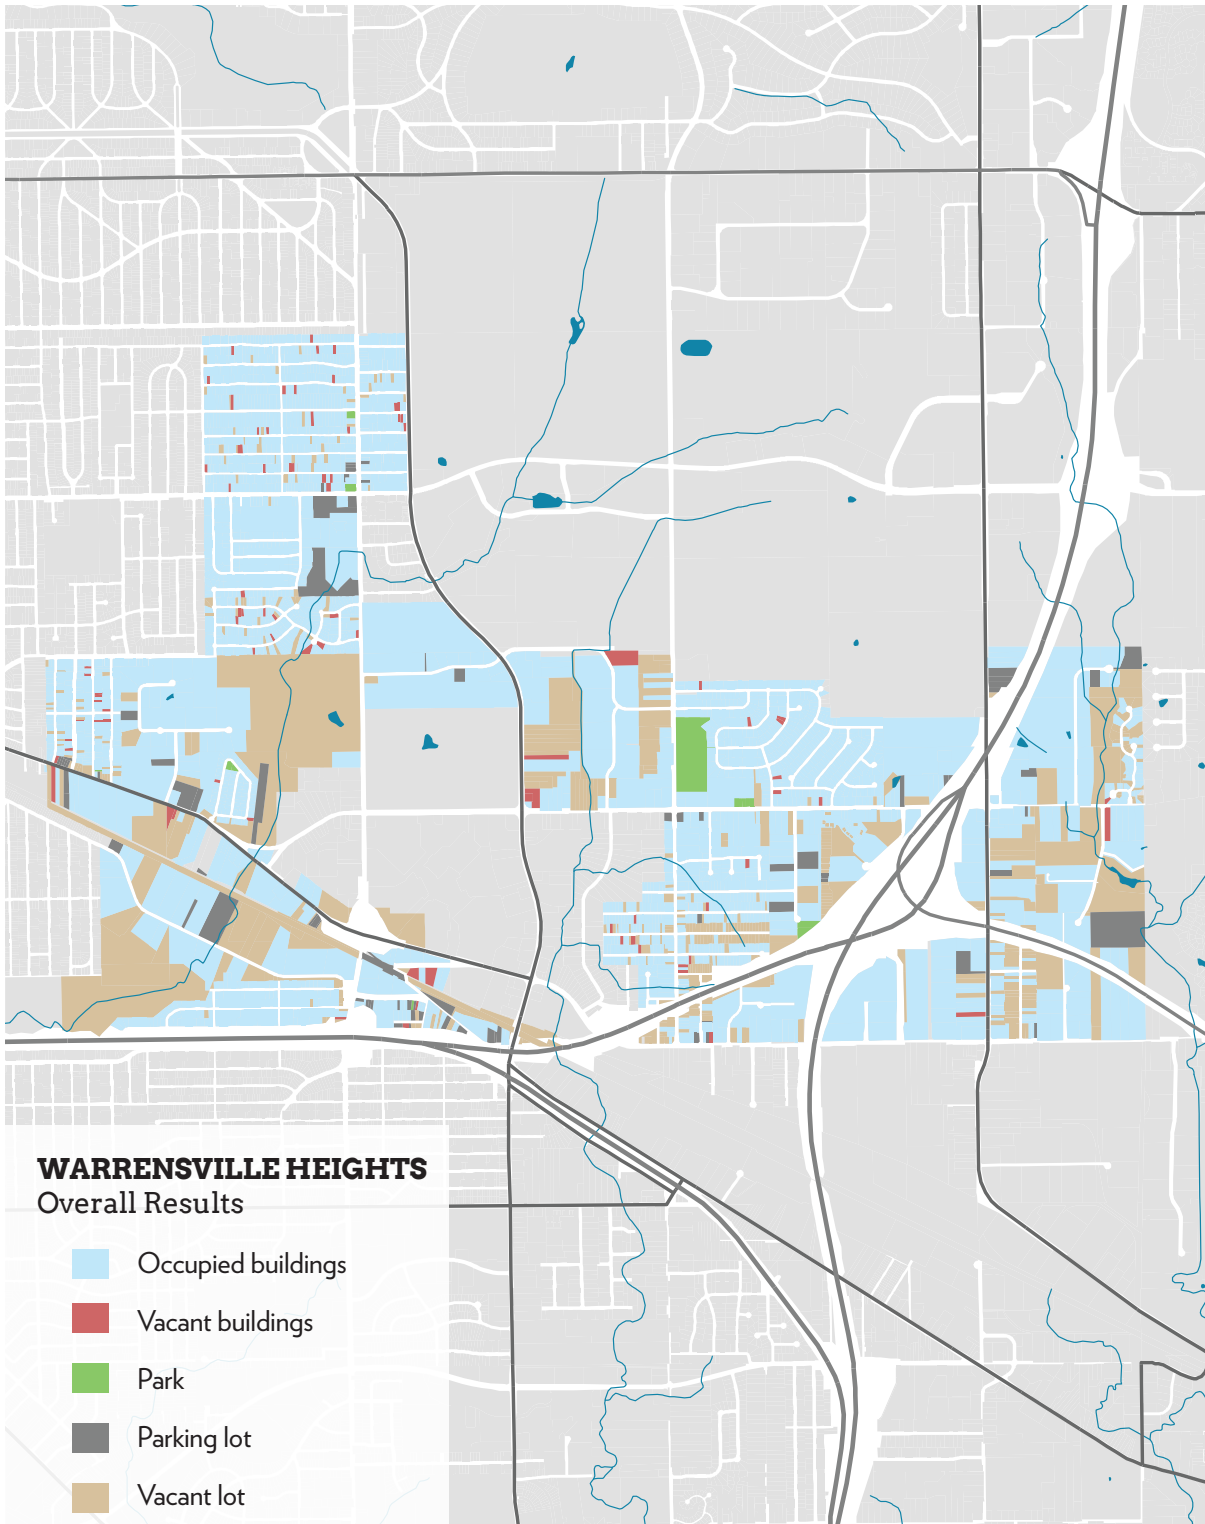 WARRENSVILLE HEIGHTS
Overall Results
Occupied buildings
Vacant buildings
Park
Parking lot
Vacant lot